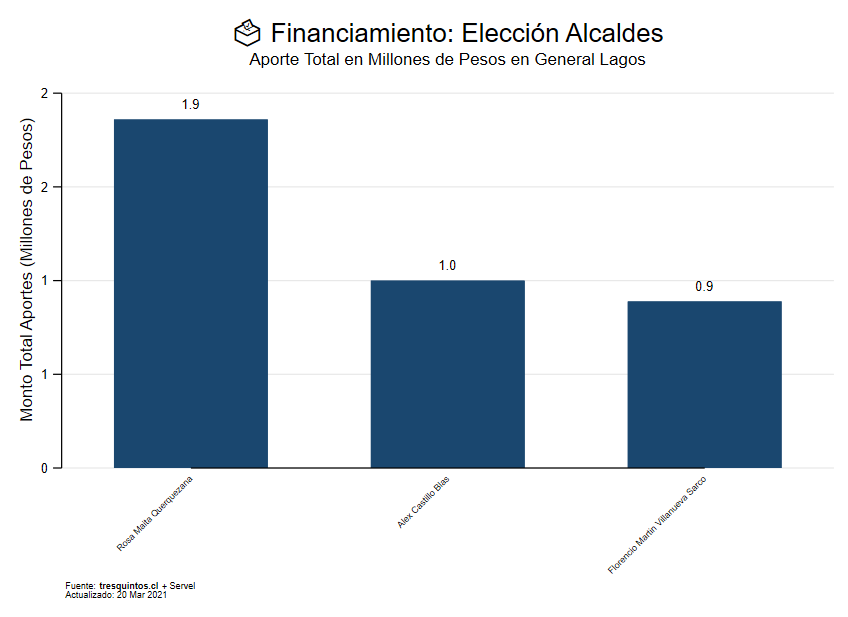 Financiamiento: Elección Alcaldes
Aporte Total en Millones de Pesos en General Lagos
Monto Total Aportes (Millones de Pesos)
2
2
1
1
0
1.9
1.0
0.9
Rosa Maita Querquezana
Alex Castillo Blas
Florencio Martin Villanueva Sarco
Fuente: tresquintos.cl + Servel
Actualizado: 20 Mar 2021